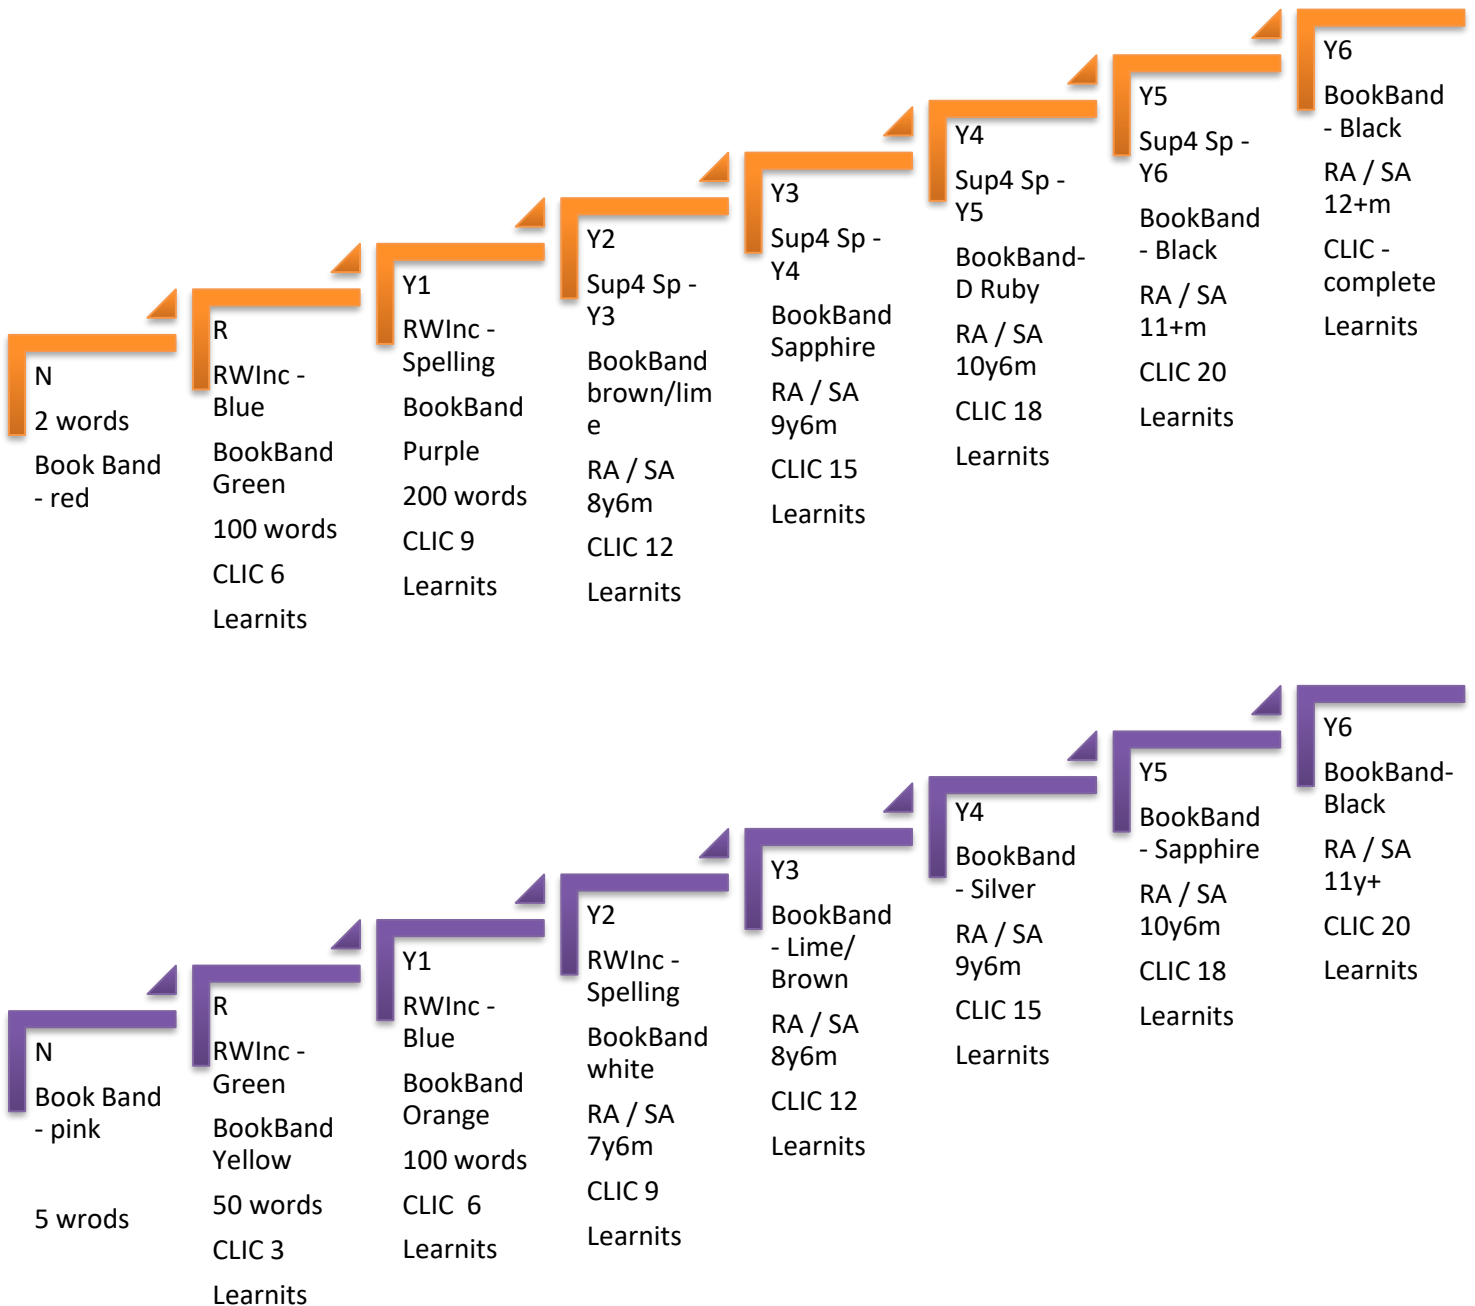 N
2 words
Book Band
- red
R
RWInc -
Blue
BookBand
Green
100 words
CLIC 6
Learnits
Y1
RWInc -
Spelling
BookBand
Purple
200 words
CLIC 9
Learnits
Y2
Sup4 Sp -
Y3
BookBand
brown/lim
e
RA / SA
8y6m
CLIC 12
Learnits
Y3
Sup4 Sp -
Y4
BookBand
Sapphire
RA / SA
9y6m
CLIC 15
Learnits
Y4
Sup4 Sp -
Y5
BookBand-
D Ruby
RA / SA
10y6m
CLIC 18
Learnits
Y5
Sup4 Sp -
Y6
BookBand
- Black
RA / SA
11+m
CLIC 20
Learnits
Y6
BookBand
- Black
RA / SA
12+m
CLIC -
complete
Learnits
N
Book Band
- pink
5 wrods
R
RWInc -
Green
BookBand
Yellow
50 words
CLIC 3
Learnits
Y1
RWInc -
Blue
BookBand
Orange
100 words
CLIC  6
Learnits
Y2
RWInc -
Spelling
BookBand
white
RA / SA
7y6m
CLIC 9
Learnits
Y3
BookBand
- Lime/
Brown
RA / SA
8y6m
CLIC 12
Learnits
Y4
BookBand
- Silver
RA / SA
9y6m
CLIC 15
Learnits
Y5
BookBand
- Sapphire
RA / SA
10y6m
CLIC 18
Learnits
Y6
BookBand-
Black
RA / SA
11y+
CLIC 20
Learnits